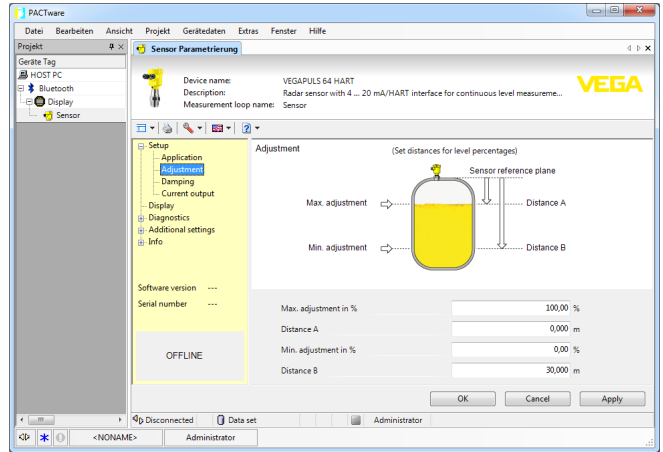 PACTware
Datei Bearbeiten Ansicht Projekt Gerätedaten Extras Fenster Hilfe
Projekt
Sensor Parametrierung
Geräte Tag
HOST PC
Bluetooth
Display
Sensor
Device name: VEGAPULS 64 HART
Description: Radar sensor with 4 ... 20 mA/HART interface for continuous level measureme...
Measurement loop name: Sensor
VEGA
Setup
Application
Adjustment
Damping
Current output
Display
Diagnostics
Additional settings
Info
Software version ---
Serial number ---
OFFLINE
Adjustment
(Set distances for level percentages)
Sensor reference plane
Max. adjustment
Distance A
Min. adjustment
Distance B
Max. adjustment in % 100,00 %
Distance A 0,000 m
Min. adjustment in % 0,00 %
Distance B 30,000 m
OK Cancel Apply
Disconnected Data set Administrator
<NONAME> Administrator